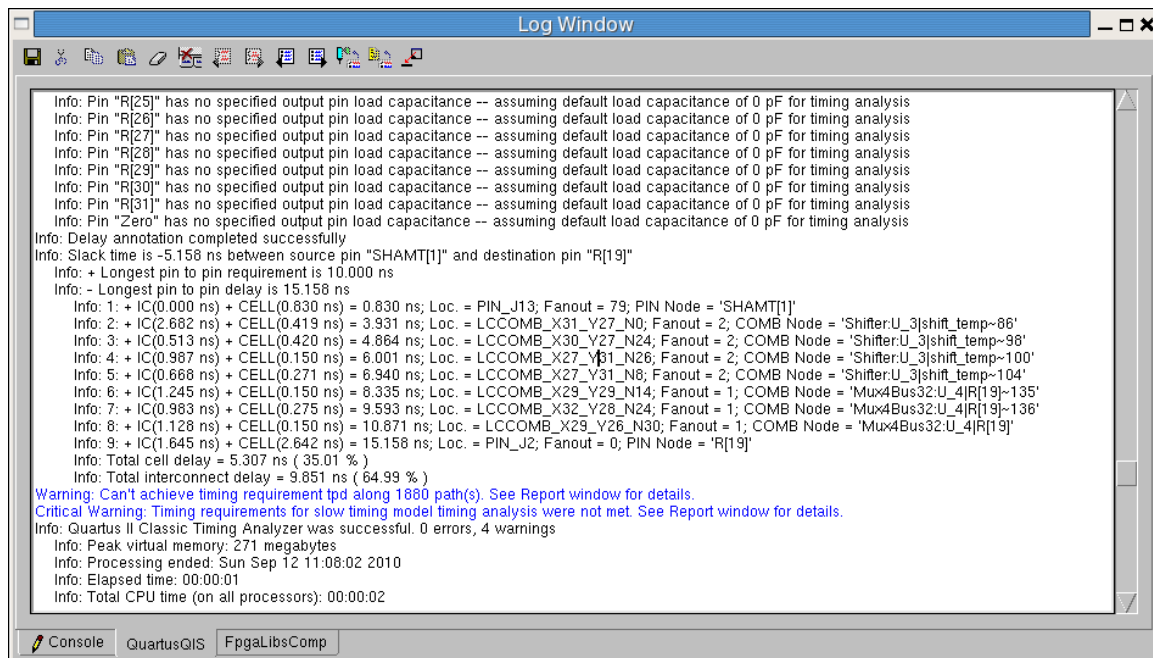 Log Window
Info: Pin "R[25]" has no specified output pin load capacitance -- assuming default load capacitance of 0 pF for timing analysis
Info: Pin "R[26]" has no specified output pin load capacitance -- assuming default load capacitance of 0 pF for timing analysis
Info: Pin "R[27]" has no specified output pin load capacitance -- assuming default load capacitance of 0 pF for timing analysis
Info: Pin "R[28]" has no specified output pin load capacitance -- assuming default load capacitance of 0 pF for timing analysis
Info: Pin "R[29]" has no specified output pin load capacitance -- assuming default load capacitance of 0 pF for timing analysis
Info: Pin "R[30]" has no specified output pin load capacitance -- assuming default load capacitance of 0 pF for timing analysis
Info: Pin "R[31]" has no specified output pin load capacitance -- assuming default load capacitance of 0 pF for timing analysis
Info: Pin "Zero" has no specified output pin load capacitance -- assuming default load capacitance of 0 pF for timing analysis
Info: Delay annotation completed successfully
Info: Slack time is -5.158 ns between source pin "SHAMT[1]" and destination pin "R[19]"
Info: + Longest pin to pin requirement is 10.000 ns
Info: - Longest pin to pin delay is 15.158 ns
Info: 1: + IC(0.000 ns) + CELL(0.830 ns) = 0.830 ns; Loc. = PIN_J13; Fanout = 79; PIN Node = 'SHAMT[1]'
Info: 2: + IC(2.682 ns) + CELL(0.419 ns) = 3.931 ns; Loc. = LCCOMB_X31_Y27_N0; Fanout = 2; COMB Node = 'Shifter:U_3|shift_temp~86'
Info: 3: + IC(0.513 ns) + CELL(0.420 ns) = 4.864 ns; Loc. = LCCOMB_X30_Y27_N24; Fanout = 2; COMB Node = 'Shifter:U_3|shift_temp~98'
Info: 4: + IC(0.987 ns) + CELL(0.150 ns) = 6.001 ns; Loc. = LCCOMB_X27_Y31_N26; Fanout = 2; COMB Node = 'Shifter:U_3|shift_temp~100'
Info: 5: + IC(0.668 ns) + CELL(0.271 ns) = 6.940 ns; Loc. = LCCOMB_X27_Y31_N8; Fanout = 2; COMB Node = 'Shifter:U_3|shift_temp~104'
Info: 6: + IC(1.245 ns) + CELL(0.150 ns) = 8.335 ns; Loc. = LCCOMB_X29_Y29_N14; Fanout = 1; COMB Node = 'Mux4Bus32:U_4|R[19]~135'
Info: 7: + IC(0.983 ns) + CELL(0.275 ns) = 9.593 ns; Loc. = LCCOMB_X32_Y28_N24; Fanout = 1; COMB Node = 'Mux4Bus32:U_4|R[19]~136'
Info: 8: + IC(1.128 ns) + CELL(0.150 ns) = 10.871 ns; Loc. = LCCOMB_X29_Y26_N30; Fanout = 1; COMB Node = 'Mux4Bus32:U_4|R[19]'
Info: 9: + IC(1.645 ns) + CELL(2.642 ns) = 15.158 ns; Loc. = PIN_J2; Fanout = 0; PIN Node = 'R[19]'
Info: Total cell delay = 5.307 ns ( 35.01 % )
Info: Total interconnect delay = 9.851 ns ( 64.99 % )
Warning: Can't achieve timing requirement tpd along 1880 path(s). See Report window for details.
Critical Warning: Timing requirements for slow timing model timing analysis were not met. See Report window for details.
Info: Quartus II Classic Timing Analyzer was successful. 0 errors, 4 warnings
Info: Peak virtual memory: 271 megabytes
Info: Processing ended: Sun Sep 12 11:08:02 2010
Info: Elapsed time: 00:00:01
Info: Total CPU time (on all processors): 00:00:02
Console QuartusQIS FpgaLibsComp